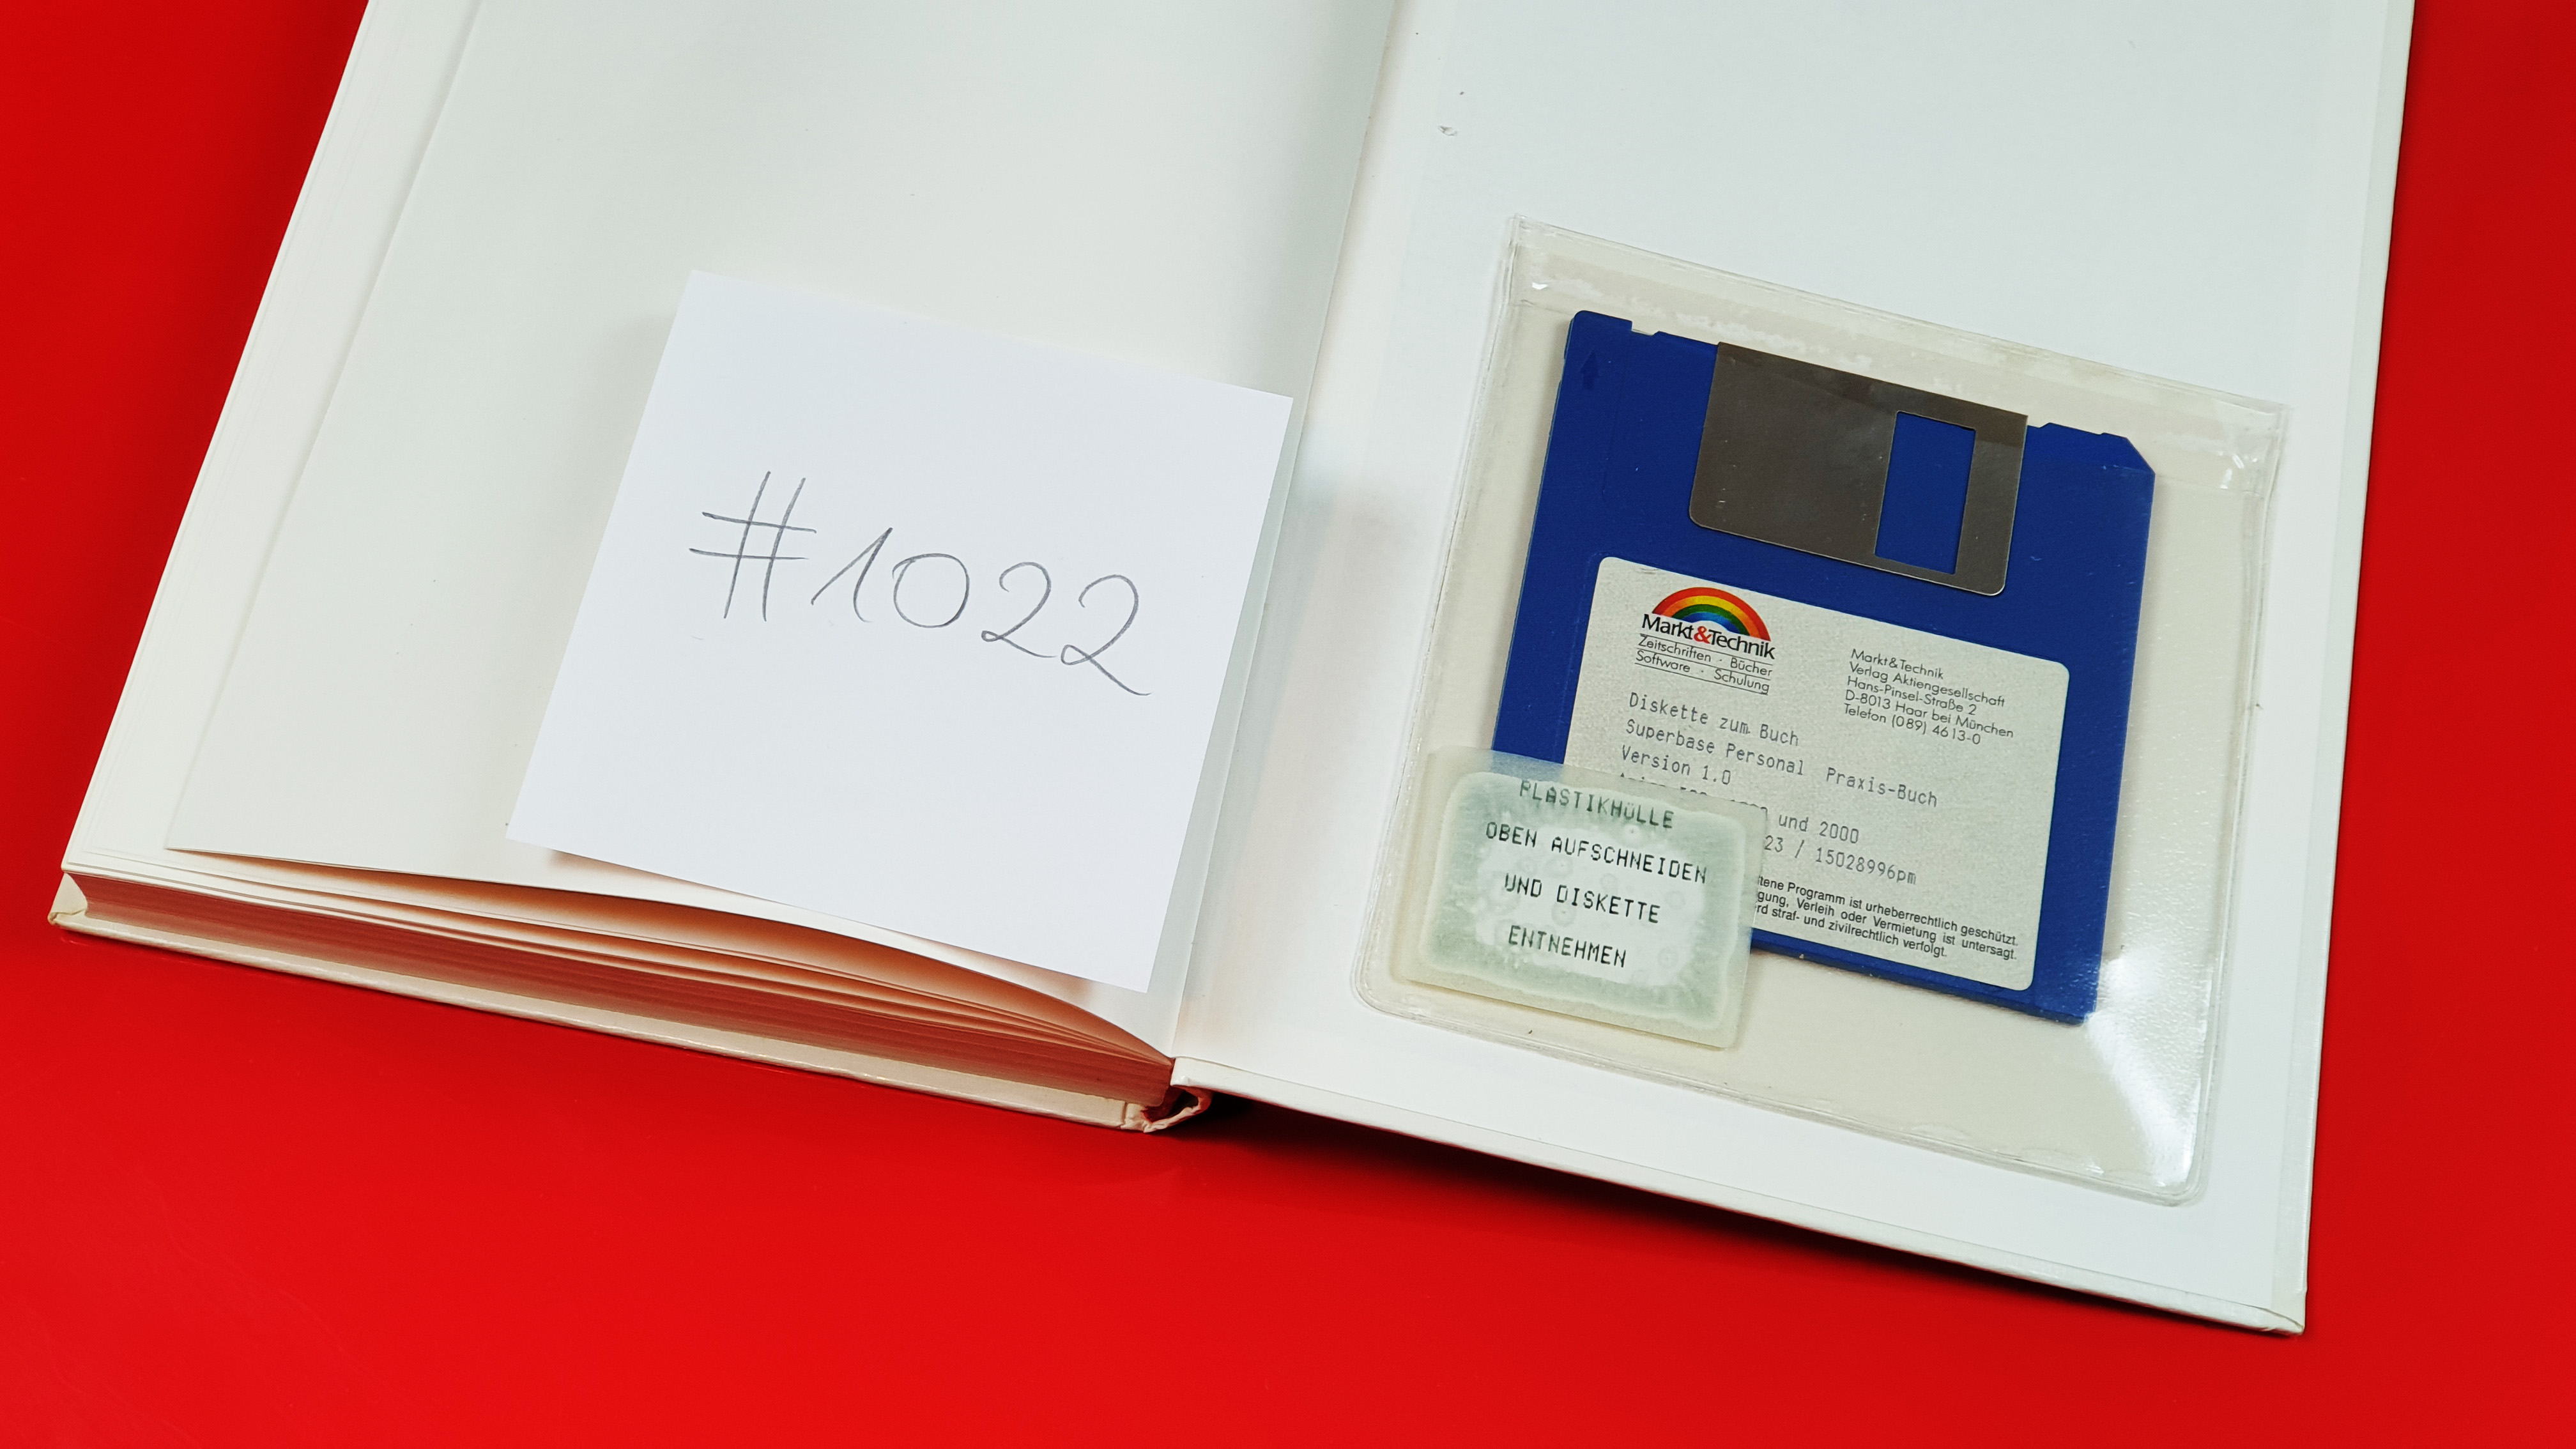 #1022
Markt&Technik
Zeitschriften · Bücher
Software · Schulung
Markt&Technik
Verlag Aktiengesellschaft
Hans-Pinsel-Straße 2
D-8013 Haar bei München
Telefon (089) 4613-0
Diskette zum Buch
Superbase Personal Praxis-Buch
Version 1.0
und 2000
23 / 15028996pm
Programm ist urheberrechtlich geschützt.
Verleih oder Vermietung ist untersagt.
straf- und zivilrechtlich verfolgt.
PLASTIKHÜLLE
OBEN AUFSCHNEIDEN
UND DISKETTE
ENTNEHMEN